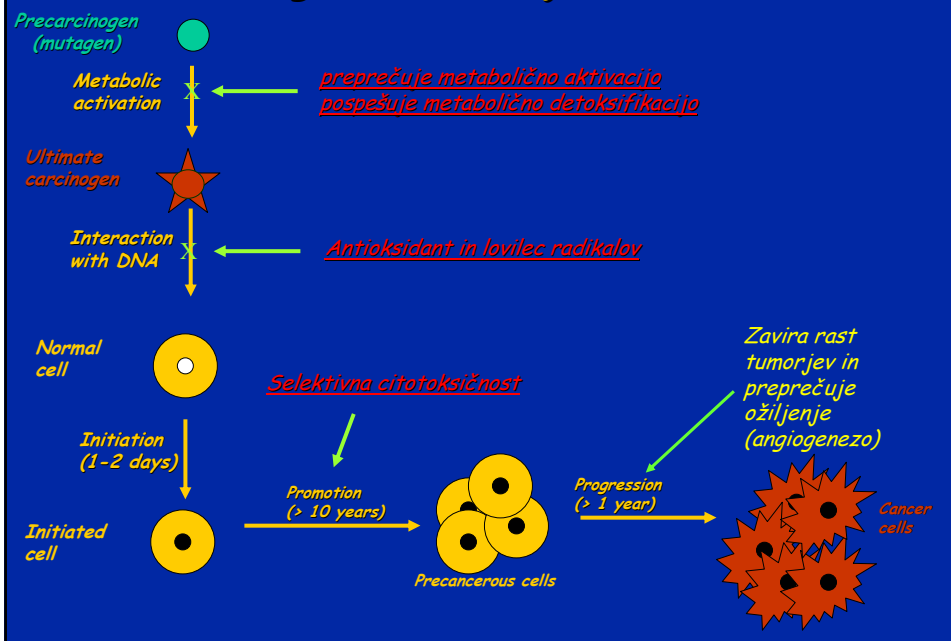 Precarcinogen
(mutagen)
Metabolic
activation
X
preprečuje metabolično aktivacijo
pospešuje metabolično detoksifikacijo
Ultimate
carcinogen
Interaction
with DNA
X
Antioksidant in lovilec radikalov
Normal
cell
Selektivna citotoksičnost
Zavira rast
tumorjev in
preprečuje
ožiljenje
(angiogenezo)
Initiation
(1-2 days)
Promotion
(> 10 years)
Progression
(> 1 year)
Initiated
cell
Precancerous cells
Cancer
cells